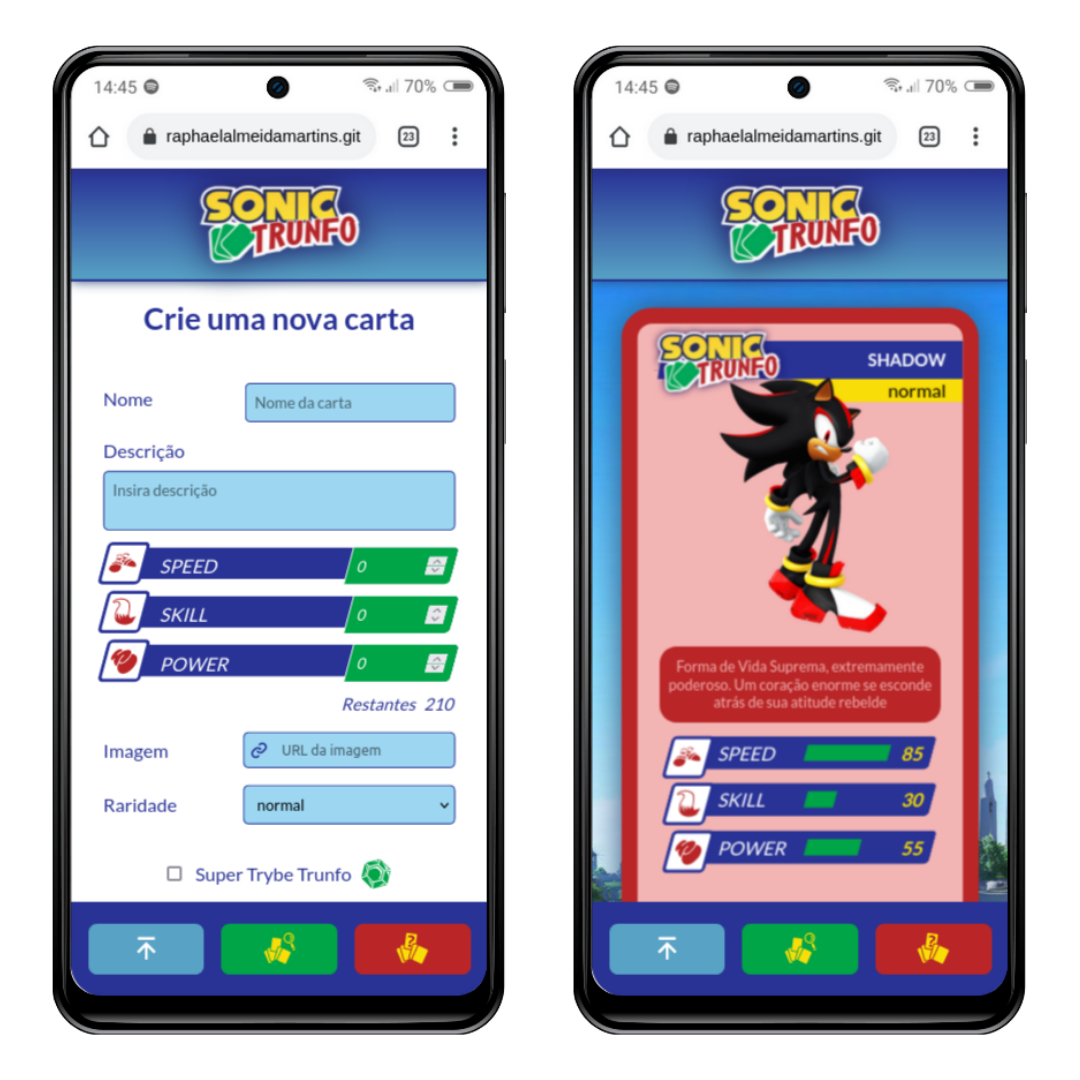 14:45
70%
raphaelalmeidamartins.git
23
SONIC
TRUNFO
Crie uma nova carta
Nome
Nome da carta
Descrição
Insira descrição
SPEED
0
SKILL
0
POWER
0
Restantes 210
Imagem
URL da imagem
Raridade
normal
Super Trybe Trunfo
?
14:45
70%
raphaelalmeidamartins.git
23
SONIC
TRUNFO
SONIC
TRUNFO
SHADOW
normal
Forma de Vida Suprema, extremamente
poderoso. Um coração enorme se esconde
atrás de sua atitude rebelde
SPEED
85
SKILL
30
POWER
55
?